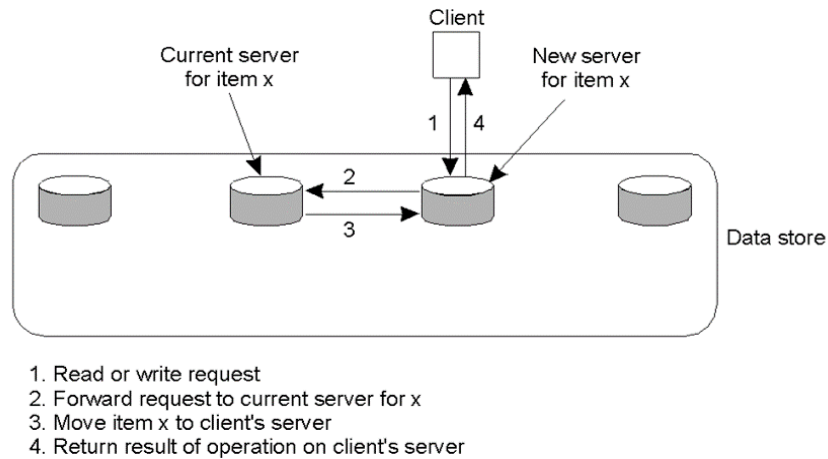 Client
Current server
for item x
New server
for item x
1
4
2
3
Data store
1. Read or write request
2. Forward request to current server for x
3. Move item x to client's server
4. Return result of operation on client's server